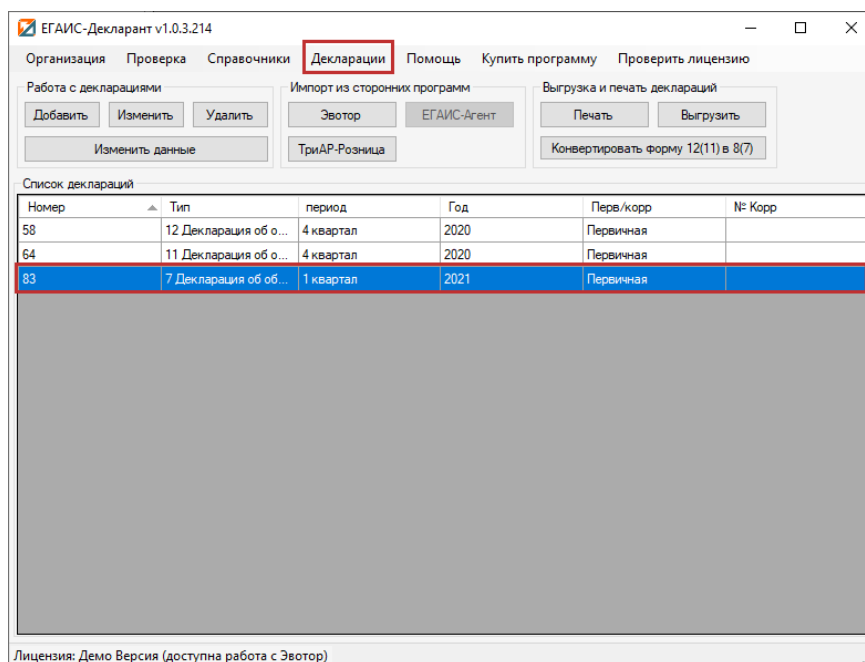 ЕГАИС-Декларант v1.0.3.214
Организация Проверка Справочники Декларации Помощь Купить программу Проверить лицензию
Работа с декларациями Импорт из сторонних программ Выгрузка и печать деклараций
Добавить Изменить Удалить Эвотор ЕГАИС-Агент Печать Выгрузить
Изменить данные ТриАР-Розница Конвертировать форму 12(11) в 8(7)
Список деклараций
Номер Тип период Год Перв/корр № Корр
58 12 Декларация об о... 4 квартал 2020 Первичная
64 11 Декларация об о... 4 квартал 2020 Первичная
83 7 Декларация об об... 1 квартал 2021 Первичная
Лицензия: Демо Версия (доступна работа с Эвотор)